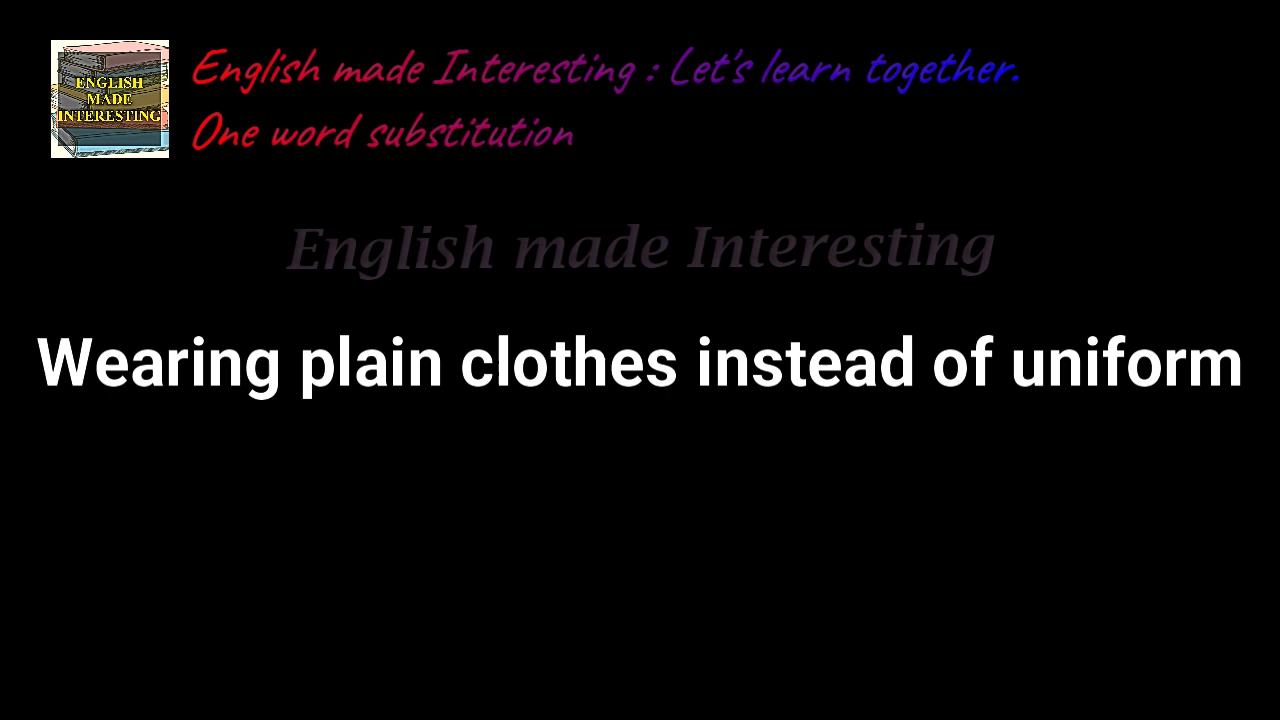 ENGLISH
MADE
INTERESTING
English made Interesting : Let's learn together.
One word substitution
English made Interesting
Wearing plain clothes instead of uniform